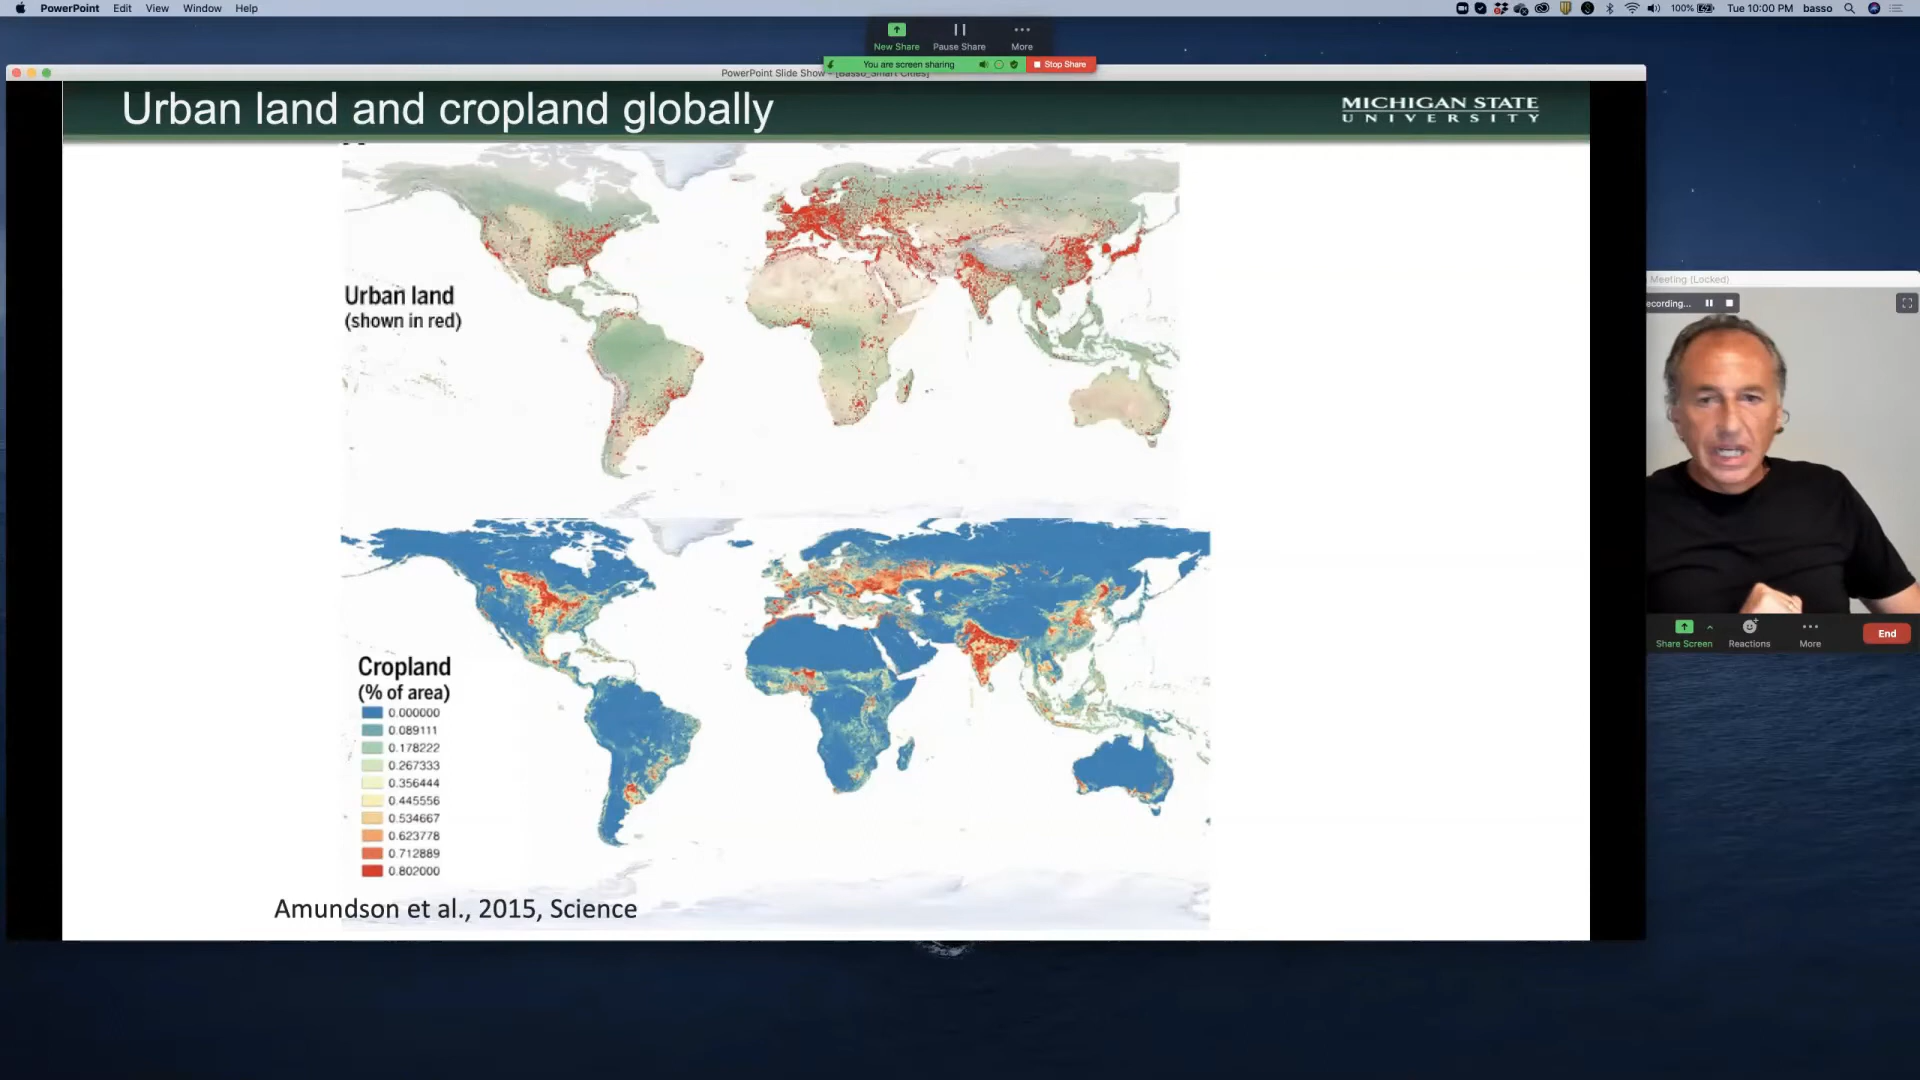 PowerPoint Edit View Window Help
100% Tue 10:00 PM basso
New Share Pause Share More
You are screen sharing Stop Share
PowerPoint Slide Show - [Basso_Smart Cities]
Urban land and cropland globally
MICHIGAN STATE
UNIVERSITY
Urban land
(shown in red)
Meeting (Locked)
ecording...
Cropland
(% of area)
0.000000
0.089111
0.178222
0.267333
0.356444
0.445556
0.534667
0.623778
0.712889
0.802000
Amundson et al., 2015, Science
Share Screen Reactions More End